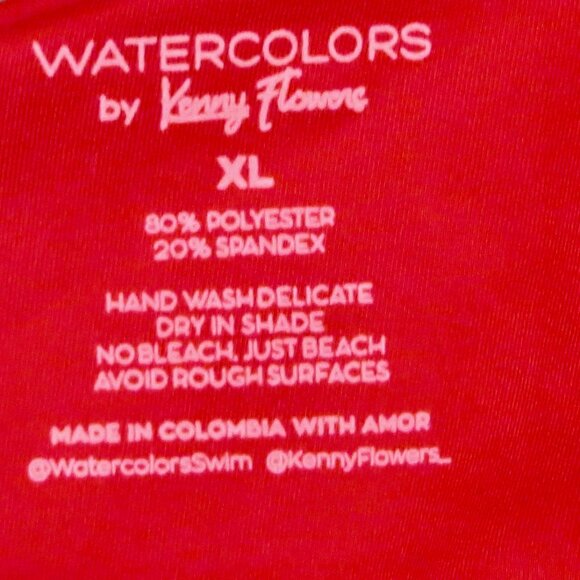 WATERCOLORS
by Kenny Flowers
XL
80% POLYESTER
20% SPANDEX
HAND WASH DELICATE
DRY IN SHADE
NO BLEACH, JUST BEACH
AVOID ROUGH SURFACES
MADE IN COLOMBIA WITH AMOR
@WatercolorsSwim @KennyFlowers_